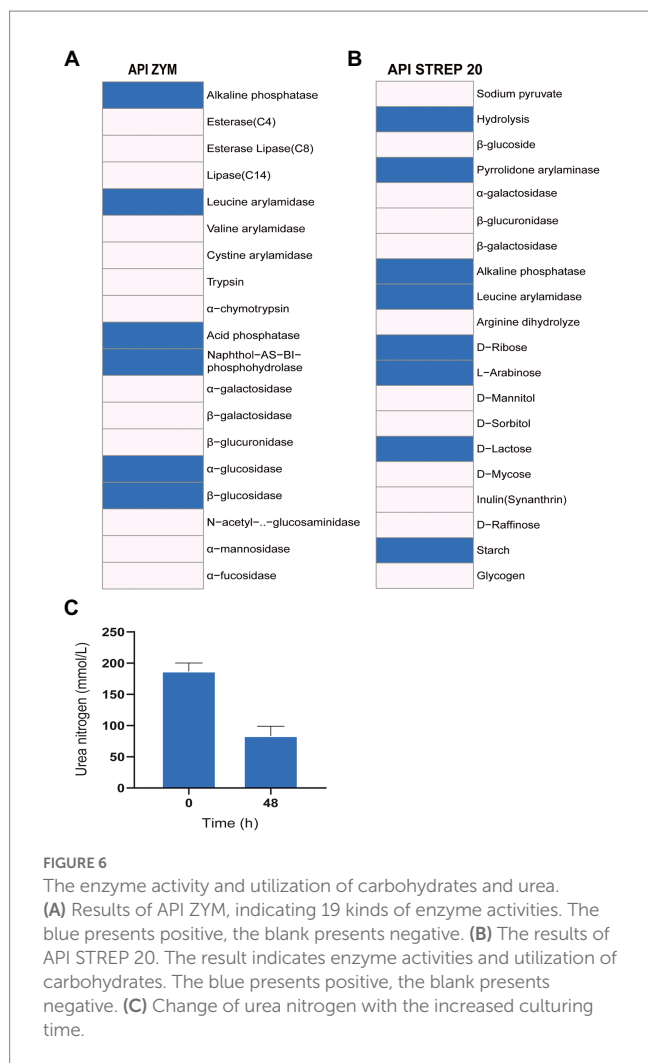 A
API ZYM
Alkaline phosphatase
Esterase(C4)
Esterase Lipase(C8)
Lipase(C14)
Leucine arylamidase
Valine arylamidase
Cystine arylamidase
Trypsin
α−chymotrypsin
Acid phosphatase
Naphthol−AS−BI−
phosphohydrolase
α−galactosidase
β−galactosidase
β−glucuronidase
α−glucosidase
β−glucosidase
N−acetyl−..−glucosaminidase
α−mannosidase
α−fucosidase
B
API STREP 20
Sodium pyruvate
Hydrolysis
β-glucoside
Pyrrolidone arylaminase
α-galactosidase
β-glucuronidase
β-galactosidase
Alkaline phosphatase
Leucine arylamidase
Arginine dihydrolyze
D−Ribose
L−Arabinose
D−Mannitol
D−Sorbitol
D−Lactose
D−Mycose
Inulin(Synanthrin)
D−Raffinose
Starch
Glycogen
C
Urea nitrogen (mmol/L)
250
200
150
100
50
0
0 48
Time (h)
FIGURE 6
The enzyme activity and utilization of carbohydrates and urea.
(A) Results of API ZYM, indicating 19 kinds of enzyme activities. The
blue presents positive, the blank presents negative. (B) The results of
API STREP 20. The result indicates enzyme activities and utilization of
carbohydrates. The blue presents positive, the blank presents
negative. (C) Change of urea nitrogen with the increased culturing
time.